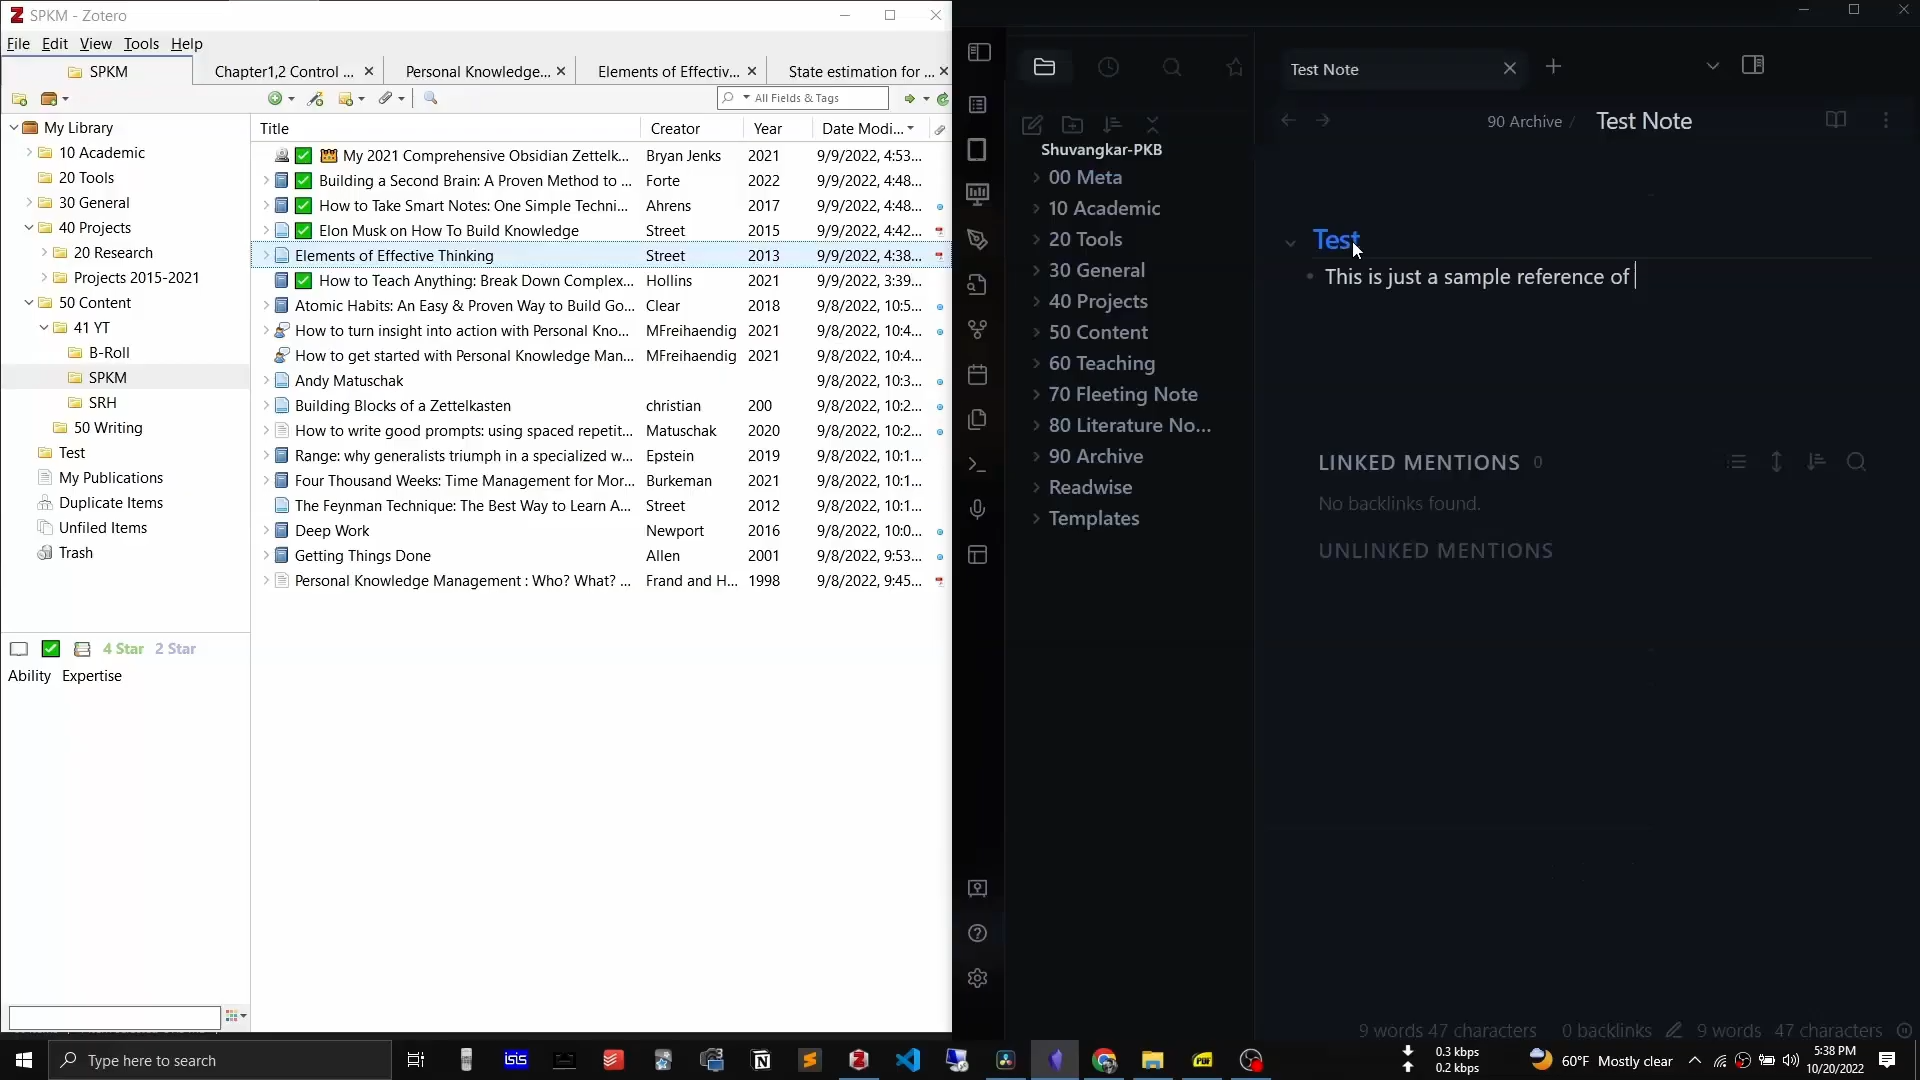 SPKM - Zotero
File Edit View Tools Help
SPKM
Chapter1,2 Control ...
Personal Knowledge...
Elements of Effectiv...
State estimation for ...
All Fields & Tags
My Library
10 Academic
20 Tools
30 General
40 Projects
20 Research
Projects 2015-2021
50 Content
41 YT
B-Roll
SPKM
SRH
50 Writing
Test
My Publications
Duplicate Items
Unfiled Items
Trash
4 Star 2 Star
Ability Expertise
Title Creator Year Date Modi...
My 2021 Comprehensive Obsidian Zettelk... Bryan Jenks 2021 9/9/2022, 4:53...
Building a Second Brain: A Proven Method to ... Forte 2022 9/9/2022, 4:48...
How to Take Smart Notes: One Simple Techni... Ahrens 2017 9/9/2022, 4:48...
Elon Musk on How To Build Knowledge Street 2015 9/9/2022, 4:42...
Elements of Effective Thinking Street 2013 9/9/2022, 4:38...
How to Teach Anything: Break Down Complex... Hollins 2021 9/9/2022, 3:39...
Atomic Habits: An Easy & Proven Way to Build Go... Clear 2018 9/8/2022, 10:5...
How to turn insight into action with Personal Kno... MFreihaendig 2021 9/8/2022, 10:4...
How to get started with Personal Knowledge Man... MFreihaendig 2021 9/8/2022, 10:4...
Andy Matuschak 9/8/2022, 10:3...
Building Blocks of a Zettelkasten christian 200 9/8/2022, 10:2...
How to write good prompts: using spaced repetit... Matuschak 2020 9/8/2022, 10:2...
Range: why generalists triumph in a specialized w... Epstein 2019 9/8/2022, 10:1...
Four Thousand Weeks: Time Management for Mor... Burkeman 2021 9/8/2022, 10:1...
The Feynman Technique: The Best Way to Learn A... Street 2012 9/8/2022, 10:1...
Deep Work Newport 2016 9/8/2022, 10:0...
Getting Things Done Allen 2001 9/8/2022, 9:53...
Personal Knowledge Management : Who? What? ... Frand and H... 1998 9/8/2022, 9:45...
Shuvangkar-PKB
00 Meta
10 Academic
20 Tools
30 General
40 Projects
50 Content
60 Teaching
70 Fleeting Note
80 Literature No...
90 Archive
Readwise
Templates
Test Note
90 Archive / Test Note
Test
This is just a sample reference of
LINKED MENTIONS 0
No backlinks found.
UNLINKED MENTIONS
9 words 47 characters 0 backlinks 9 words 47 characters
Type here to search
ISIS
PDF
0.3 kbps
0.2 kbps
60°F Mostly clear
5:38 PM
10/20/2022